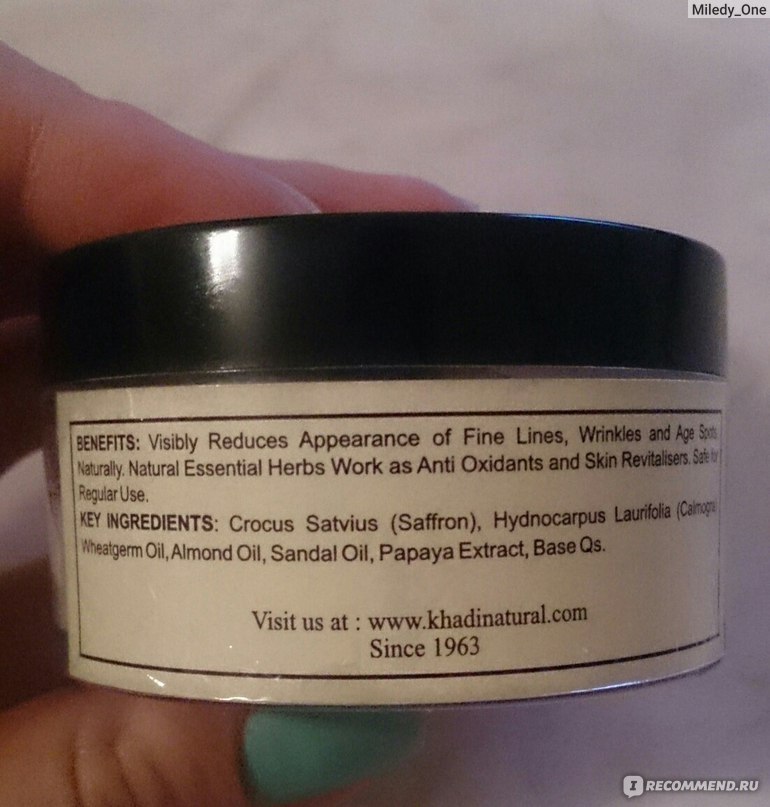 Miledy_One
BENEFITS: Visibly Reduces Appearance of Fine Lines, Wrinkles and Age Spots
Naturally. Natural Essential Herbs Work as Anti Oxidants and Skin Revitalisers. Safe for
Regular Use.
KEY INGREDIENTS: Crocus Satvius (Saffron), Hydnocarpus Laurifolia
Wheatgerm Oil, Almond Oil, Sandal Oil, Papaya Extract, Base Qs.
Visit us at : www.khadinatural.com
Since 1963
I RECOMMEND.RU